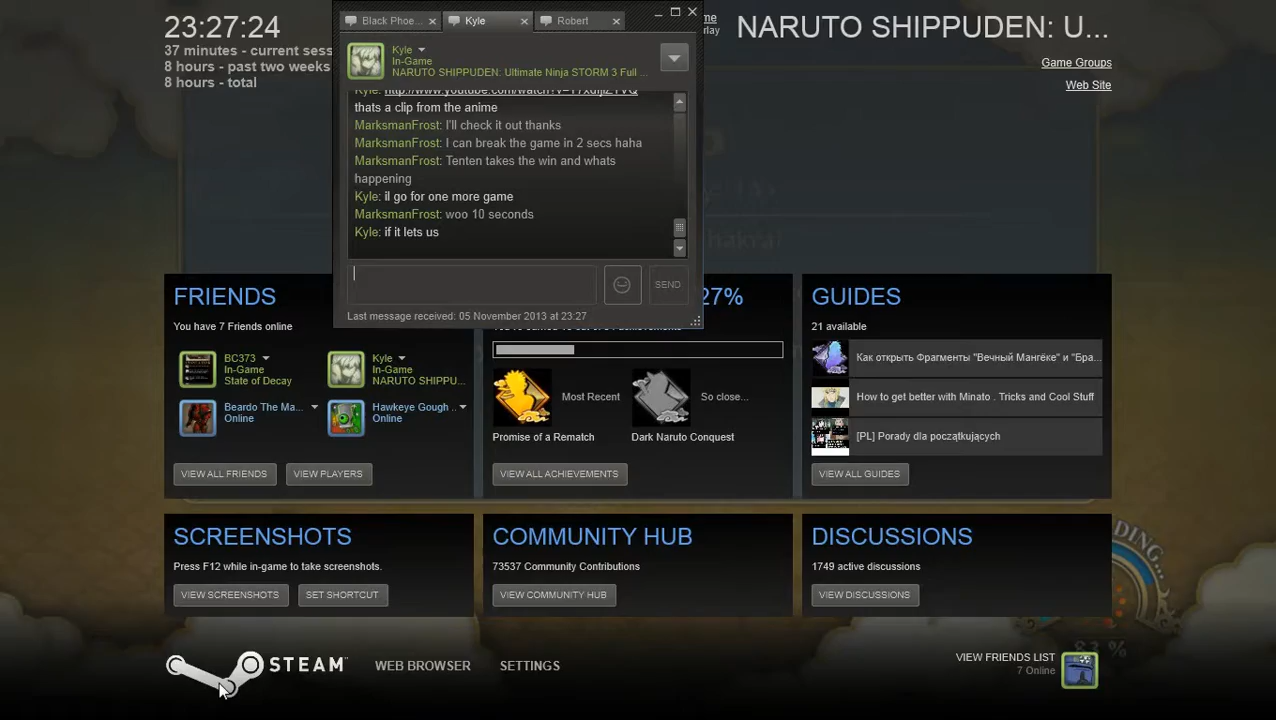 23:27:24
37 minutes - current sess
8 hours - past two weeks
8 hours - total
NARUTO SHIPPUDEN: U...
Game Groups
Web Site
Black Phoe...
Kyle
Robert
Kyle
In-Game
NARUTO SHIPPUDEN: Ultimate Ninja STORM 3 Full ...
thats a clip from the anime
MarksmanFrost: I'll check it out thanks
MarksmanFrost: I can break the game in 2 secs haha
MarksmanFrost: Tenten takes the win and whats
happening
Kyle: il go for one more game
MarksmanFrost: woo 10 seconds
Kyle: if it lets us
SEND
Last message received: 05 November 2013 at 23:27
FRIENDS
You have 7 Friends online
BC373
In-Game
State of Decay
Kyle
In-Game
NARUTO SHIPPU...
Beardo The Ma...
Online
Hawkeye Gough ..
Online
VIEW ALL FRIENDS
VIEW PLAYERS
27%
Most Recent
So close...
Promise of a Rematch
Dark Naruto Conquest
VIEW ALL ACHIEVEMENTS
GUIDES
21 available
Как открыть Фрагменты "Вечный Мангёке" и "Бра...
How to get better with Minato . Tricks and Cool Stuff
[PL] Porady dla początkujących
VIEW ALL GUIDES
SCREENSHOTS
Press F12 while in-game to take screenshots.
VIEW SCREENSHOTS
SET SHORTCUT
COMMUNITY HUB
73537 Community Contributions
VIEW COMMUNITY HUB
DISCUSSIONS
1749 active discussions
VIEW DISCUSSIONS
DING...
83 %
STEAM
WEB BROWSER
SETTINGS
VIEW FRIENDS LIST
7 Online